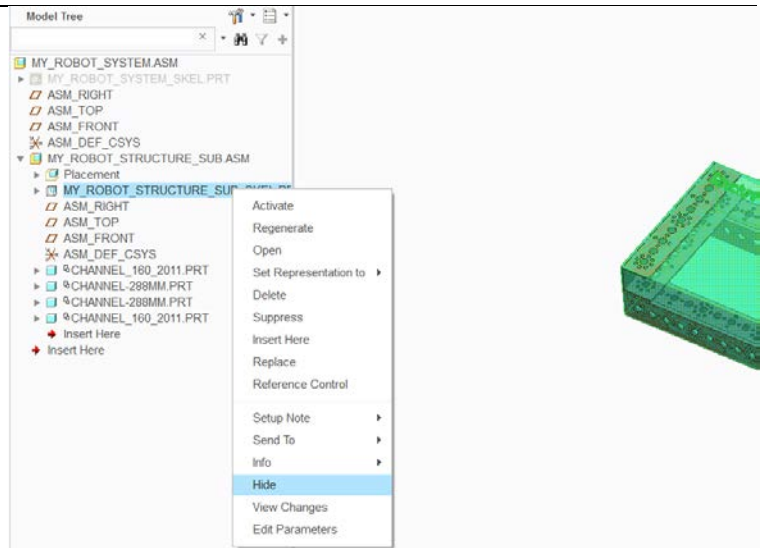 Model Tree
MY_ROBOT_SYSTEM.ASM
MY_ROBOT_SYSTEM_SKEL.PRT
ASM_RIGHT
ASM_TOP
ASM_FRONT
ASM_DEF_CSYS
MY_ROBOT_STRUCTURE_SUB.ASM
Placement
MY_ROBOT_STRUCTURE_SUB_SKEL.PR
ASM_RIGHT
ASM_TOP
ASM_FRONT
ASM_DEF_CSYS
CHANNEL_160_2011.PRT
CHANNEL-288MM.PRT
CHANNEL-288MM.PRT
CHANNEL_160_2011.PRT
Insert Here
Insert Here
Activate
Regenerate
Open
Set Representation to
Delete
Suppress
Insert Here
Replace
Reference Control
Setup Note
Send To
Info
Hide
View Changes
Edit Parameters